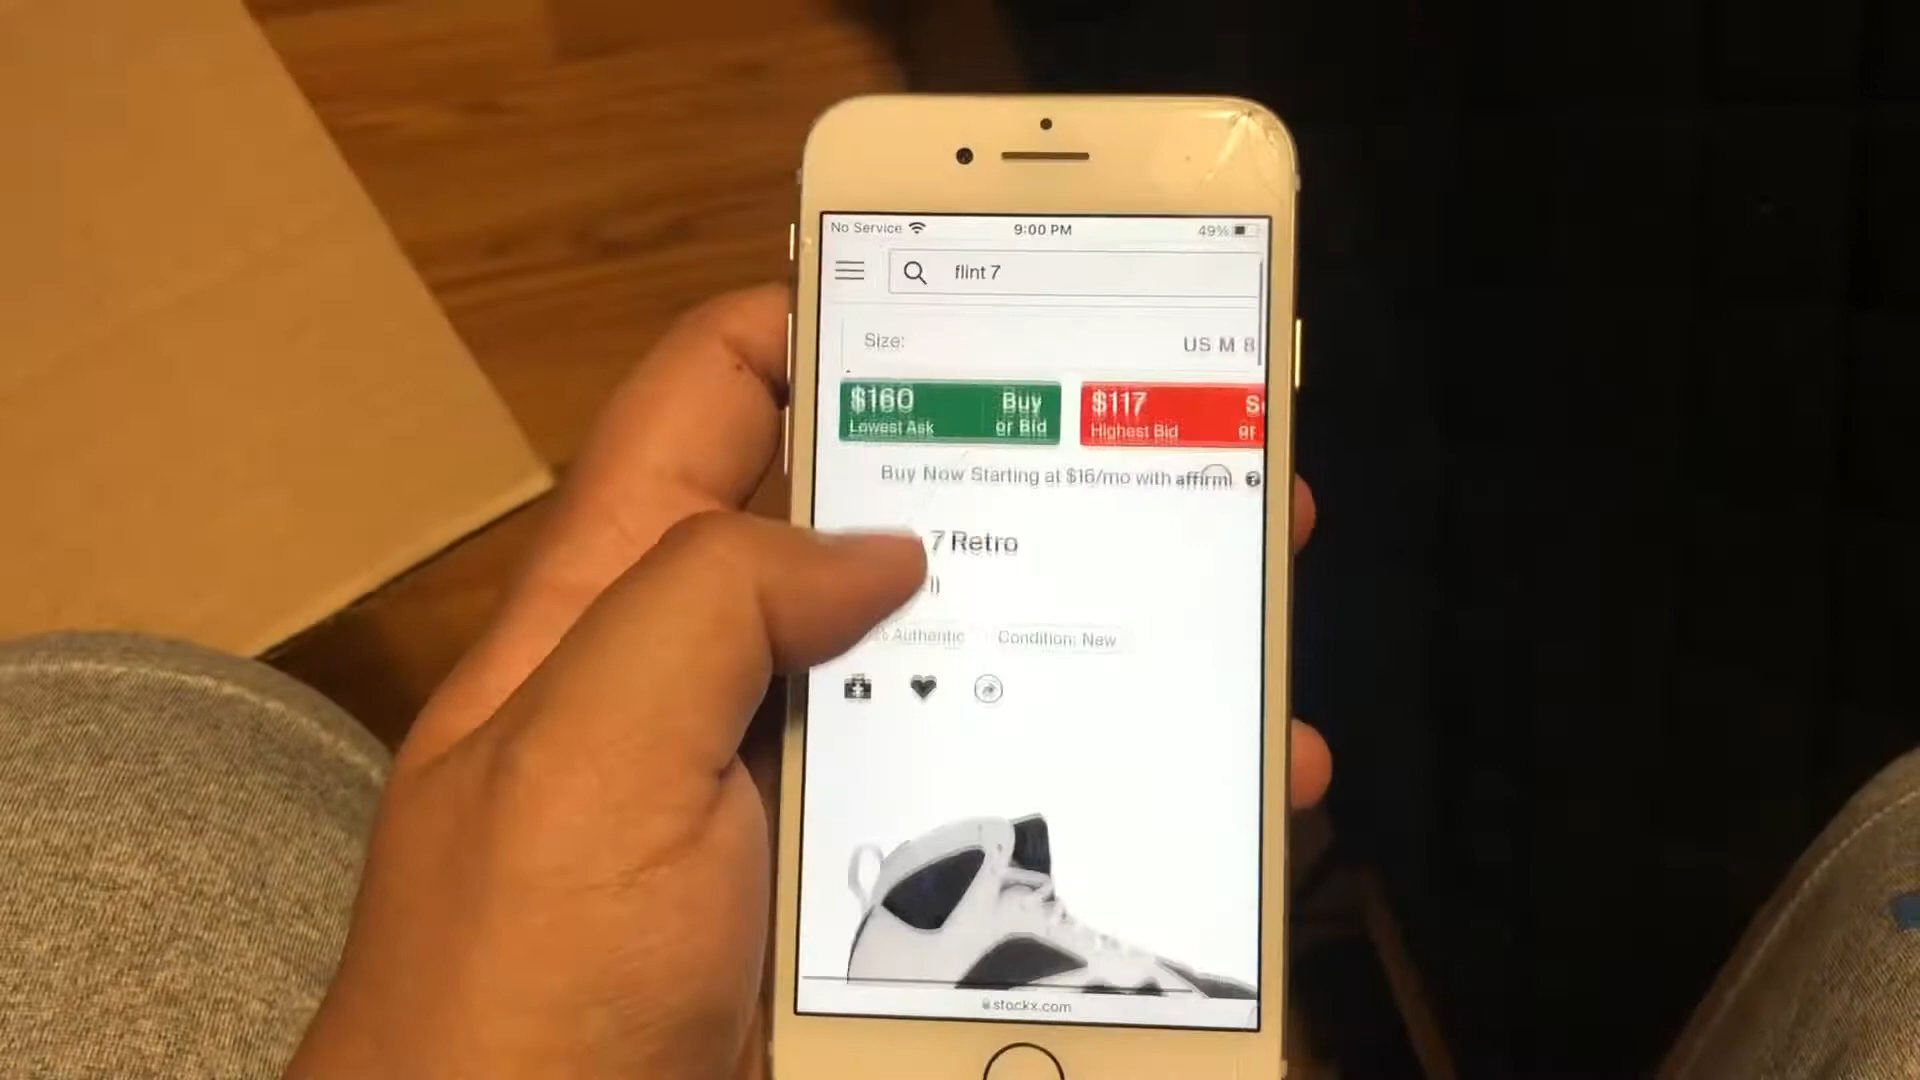 No Service 9:00 PM 49%
flint 7
Size: US M 8
$160 Buy $117
Lowest Ask or Bid Highest Bid or
Buy Now Starting at $16/mo with affirm
7 Retro
Authentic Condition: New
stockx.com